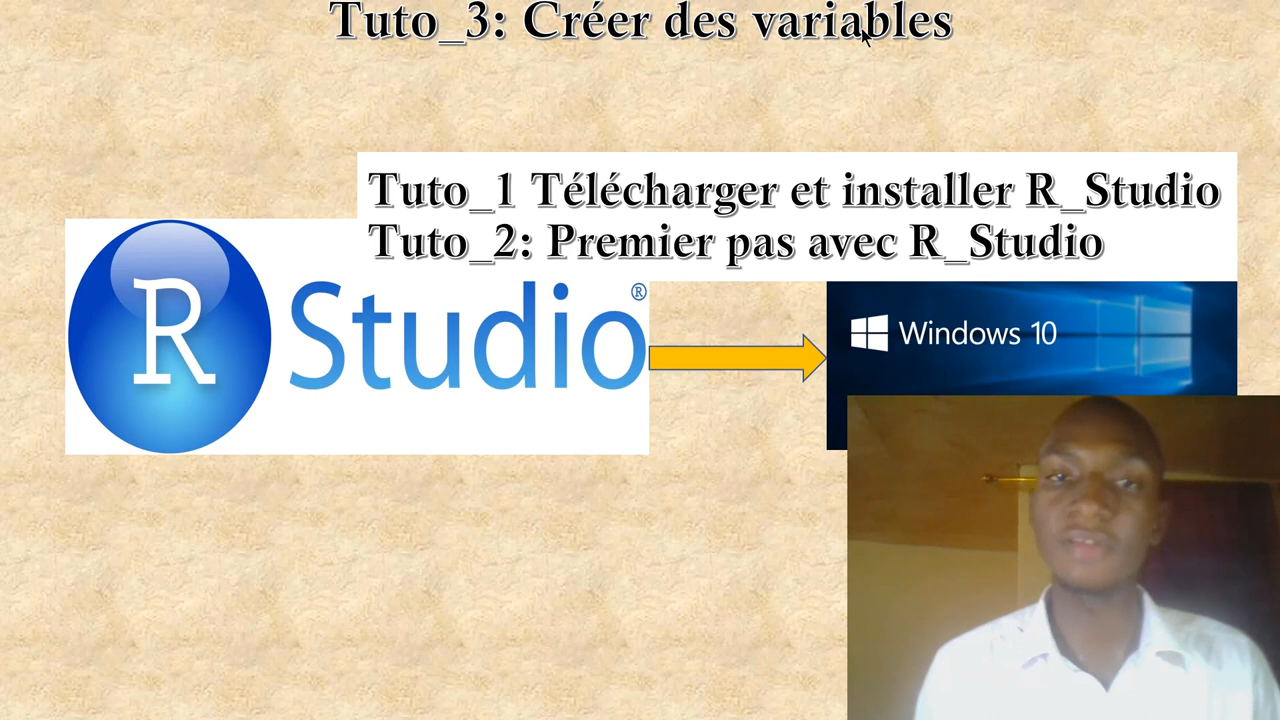 Tuto_3: Créer des variables
Tuto_1 Télécharger et installer R_Studio
Tuto_2: Premier pas avec R_Studio
R Studio®
Windows 10